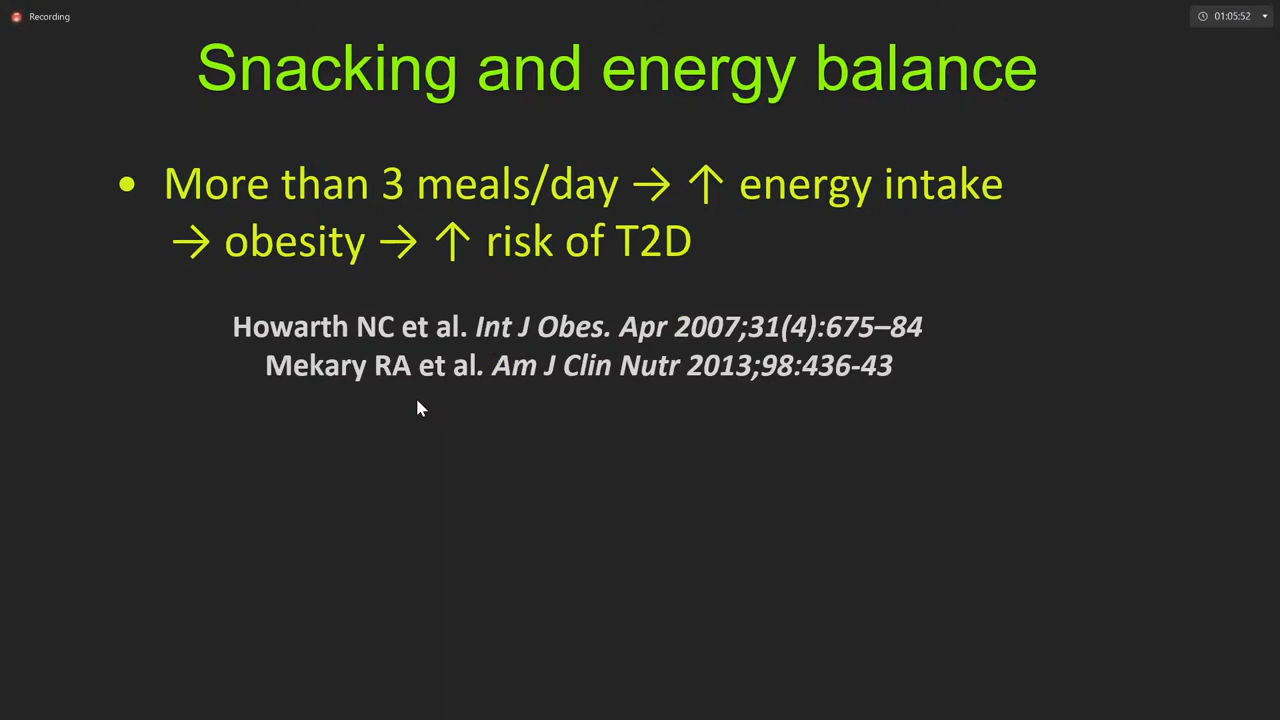 Recording
01:05:52
Snacking and energy balance
• More than 3 meals/day → ↑ energy intake
→ obesity → ↑ risk of T2D
Howarth NC et al. Int J Obes. Apr 2007;31(4):675–84
Mekary RA et al. Am J Clin Nutr 2013;98:436-43